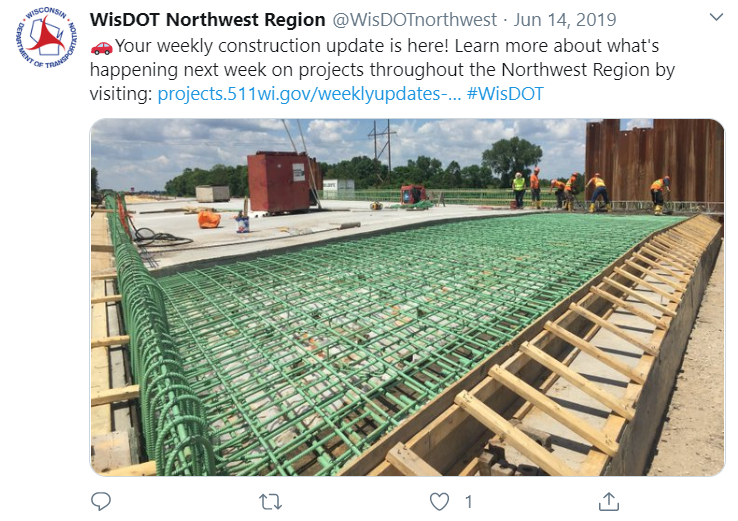 WisDOT Northwest Region @WisDOTnorthwest · Jun 14, 2019
🚗Your weekly construction update is here! Learn more about what's
happening next week on projects throughout the Northwest Region by
visiting: projects.511wi.gov/weeklyupdates-... #WisDOT
WISCONSIN
DEPARTMENT OF TRANSPORTATION
1